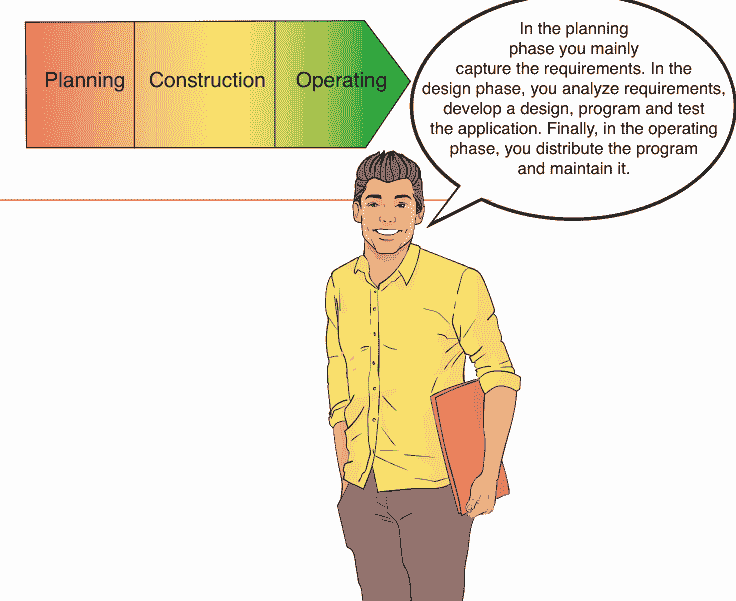 Planning Construction Operating
In the planning
phase you mainly
capture the requirements. In the
design phase, you analyze requirements,
develop a design, program and test
the application. Finally, in the operating
phase, you distribute the program
and maintain it.